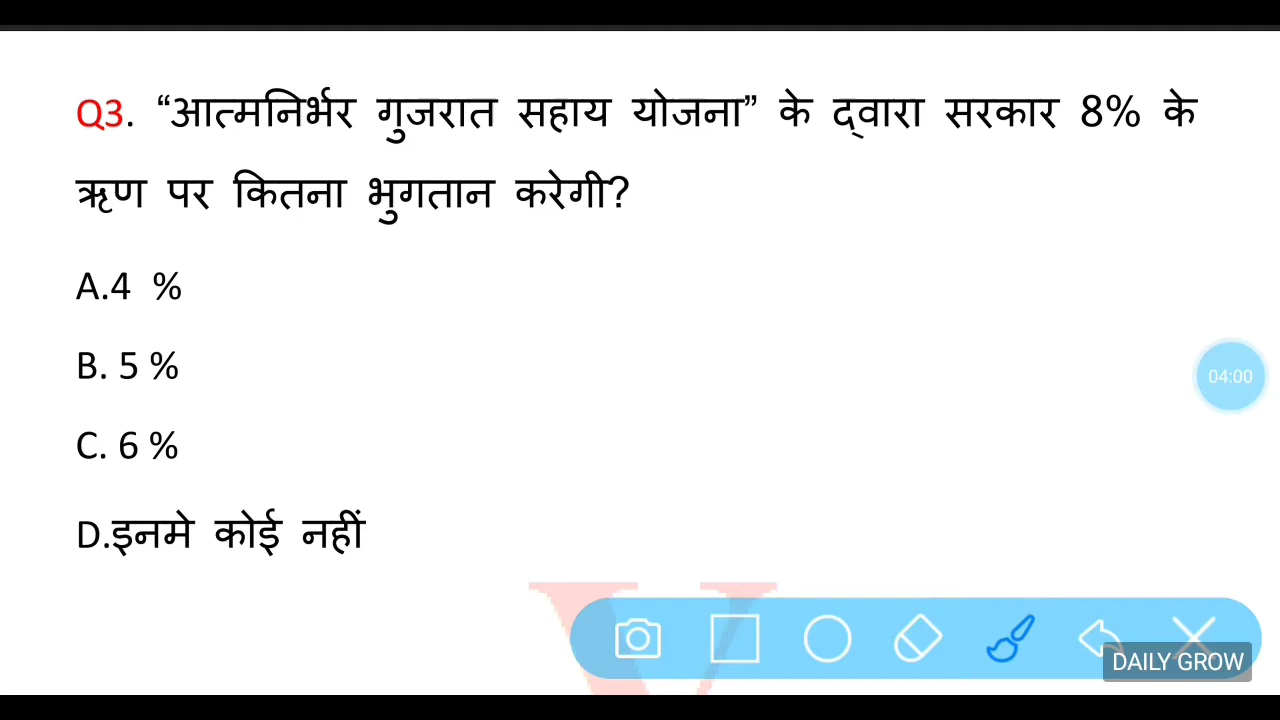 Q3. “आत्मनिर्भर गुजरात सहाय योजना” के द्वारा सरकार 8% के
ऋण पर कितना भुगतान करेगी?
A.4 %
B. 5 %
C. 6 %
D.इनमे कोई नहीं
04:00
DAILY GROW